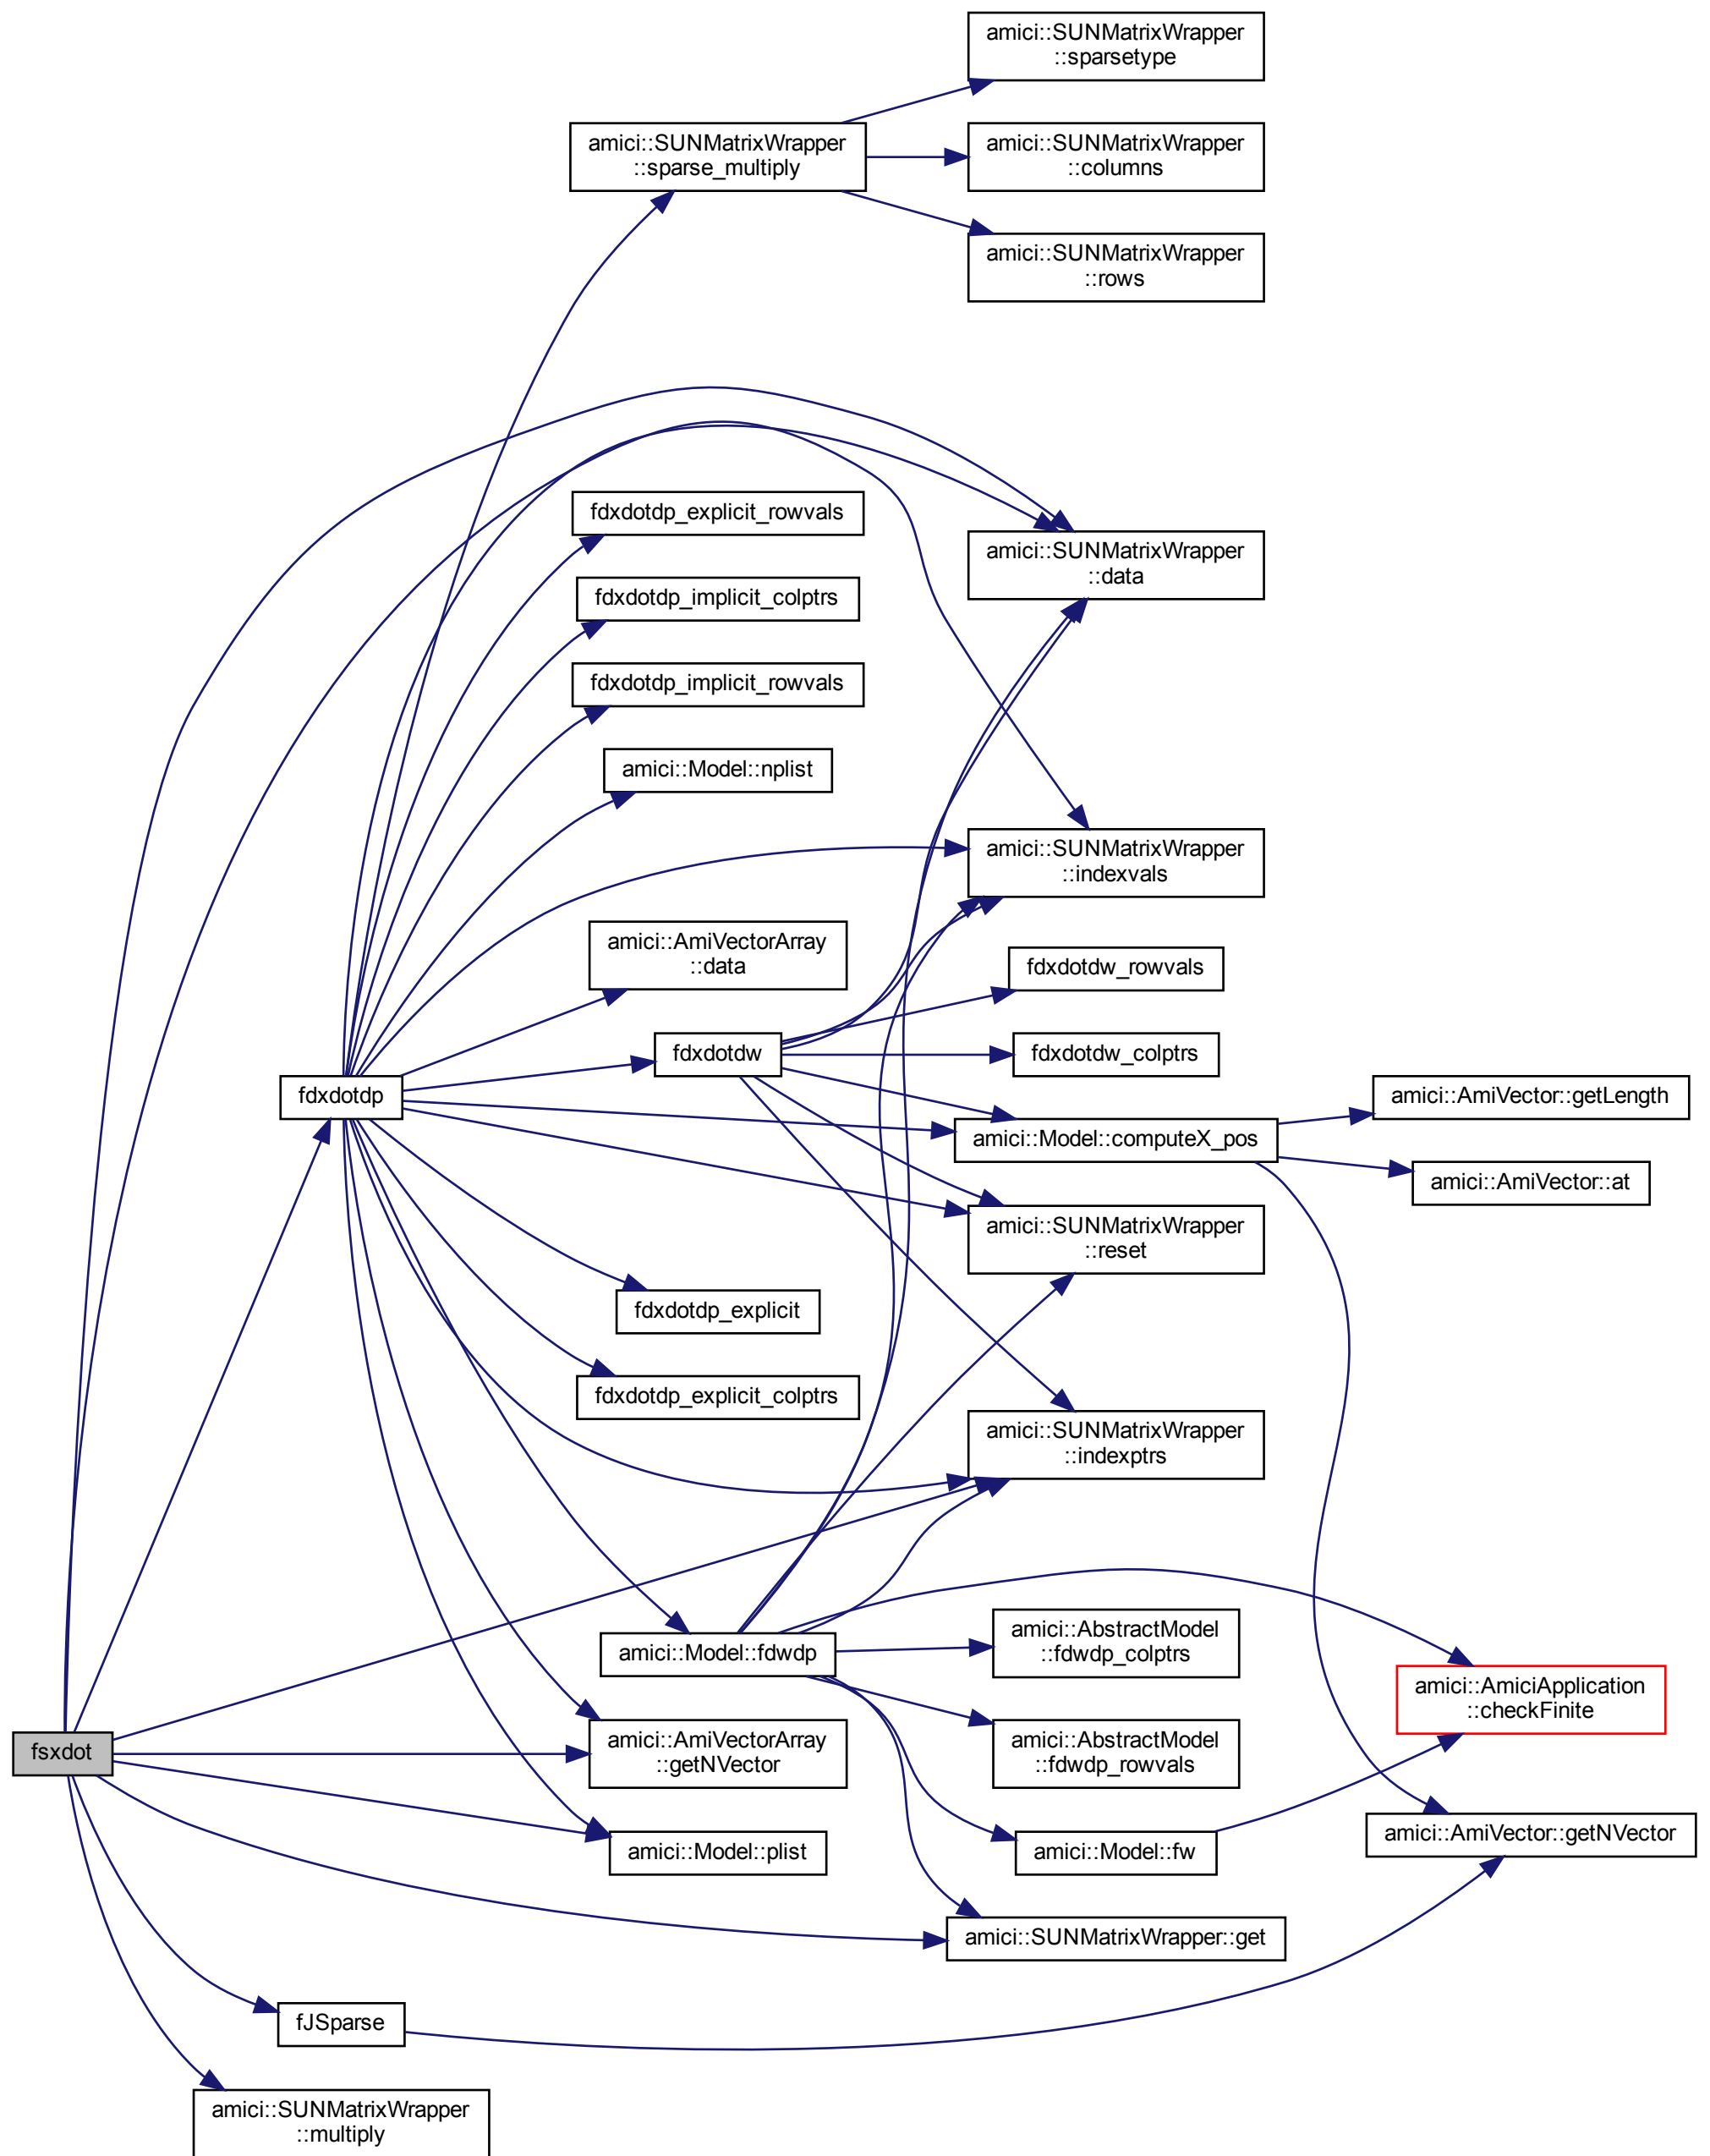 amici::SUNMatrixWrapper
::sparsetype
amici::SUNMatrixWrapper
::sparse_multiply
amici::SUNMatrixWrapper
::columns
amici::SUNMatrixWrapper
::rows
fdxdotdp_explicit_rowvals
amici::SUNMatrixWrapper
::data
fdxdotdp_implicit_colptrs
fdxdotdp_implicit_rowvals
amici::Model::nplist
amici::SUNMatrixWrapper
::indexvals
amici::AmiVectorArray
::data
fdxdotdw_rowvals
fdxdotdw
fdxdotdw_colptrs
fdxdotdp
amici::AmiVector::getLength
amici::Model::computeX_pos
amici::AmiVector::at
amici::SUNMatrixWrapper
::reset
fdxdotdp_explicit
fdxdotdp_explicit_colptrs
amici::SUNMatrixWrapper
::indexptrs
amici::Model::fdwdp
amici::AbstractModel
::fdwdp_colptrs
amici::AmiciApplication
::checkFinite
fsxdot
amici::AmiVectorArray
::getNVector
amici::AbstractModel
::fdwdp_rowvals
amici::Model::plist
amici::Model::fw
amici::AmiVector::getNVector
amici::SUNMatrixWrapper::get
fJSparse
amici::SUNMatrixWrapper
::multiply